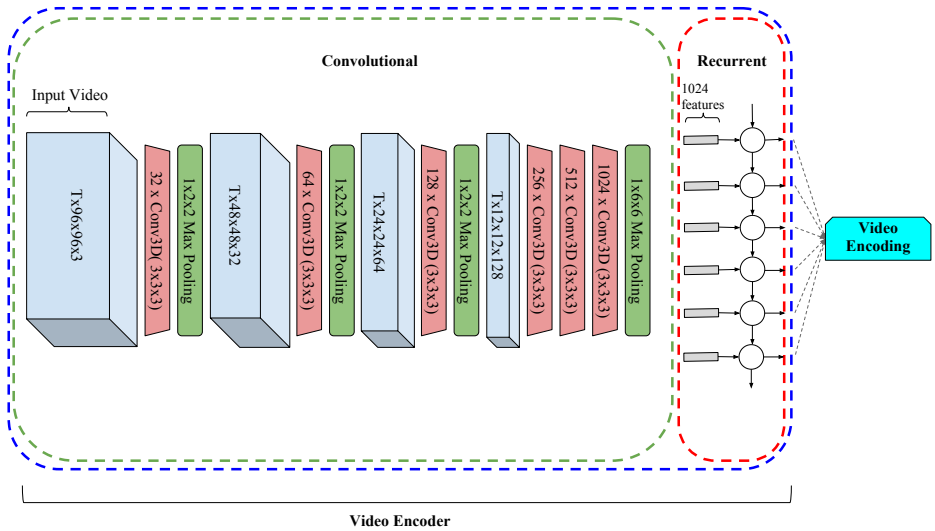 Convolutional
Recurrent
Input Video
1024
features
Tx96x96x3
32 x Conv3D( 3x3x3)
1x2x2 Max Pooling
Tx48x48x32
64 x Conv3D (3x3x3)
1x2x2 Max Pooling
Tx24x24x64
128 x Conv3D (3x3x3)
1x2x2 Max Pooling
Tx12x12x128
256 x Conv3D (3x3x3)
512 x Conv3D (3x3x3)
1024 x Conv3D (3x3x3)
1x6x6 Max Pooling
Video
Encoding
Video Encoder